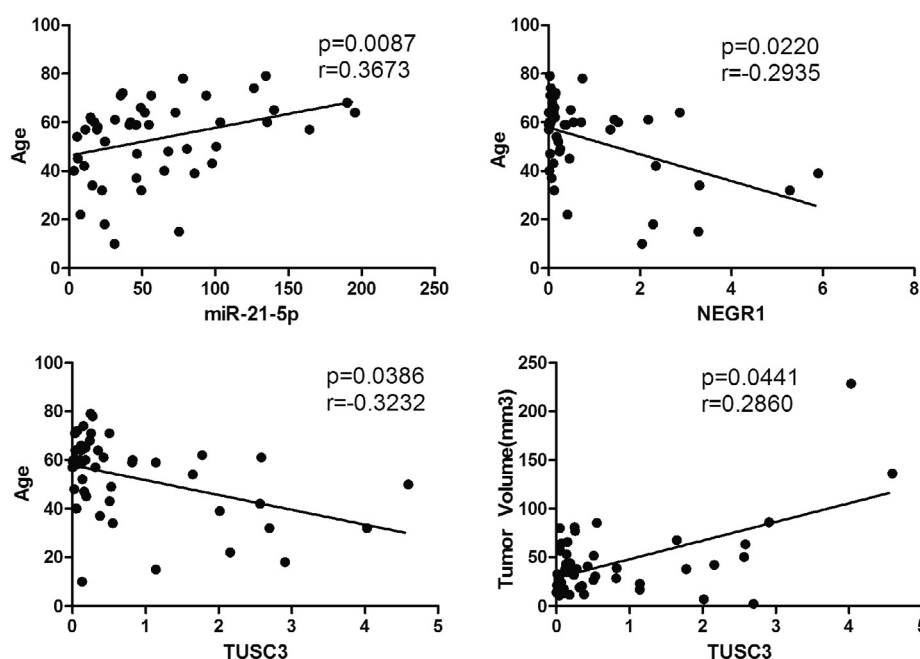 100
80
60
40
20
0
Age
p=0.0087
r=0.3673
0 50 100 150 200 250
miR-21-5p
100
80
60
40
20
0
Age
p=0.0220
r=-0.2935
0 2 4 6 8
NEGR1
100
80
60
40
20
0
Age
p=0.0386
r=-0.3232
0 1 2 3 4 5
TUSC3
250
200
150
100
50
0
Tumor Volume(mm3)
p=0.0441
r=0.2860
0 1 2 3 4 5
TUSC3